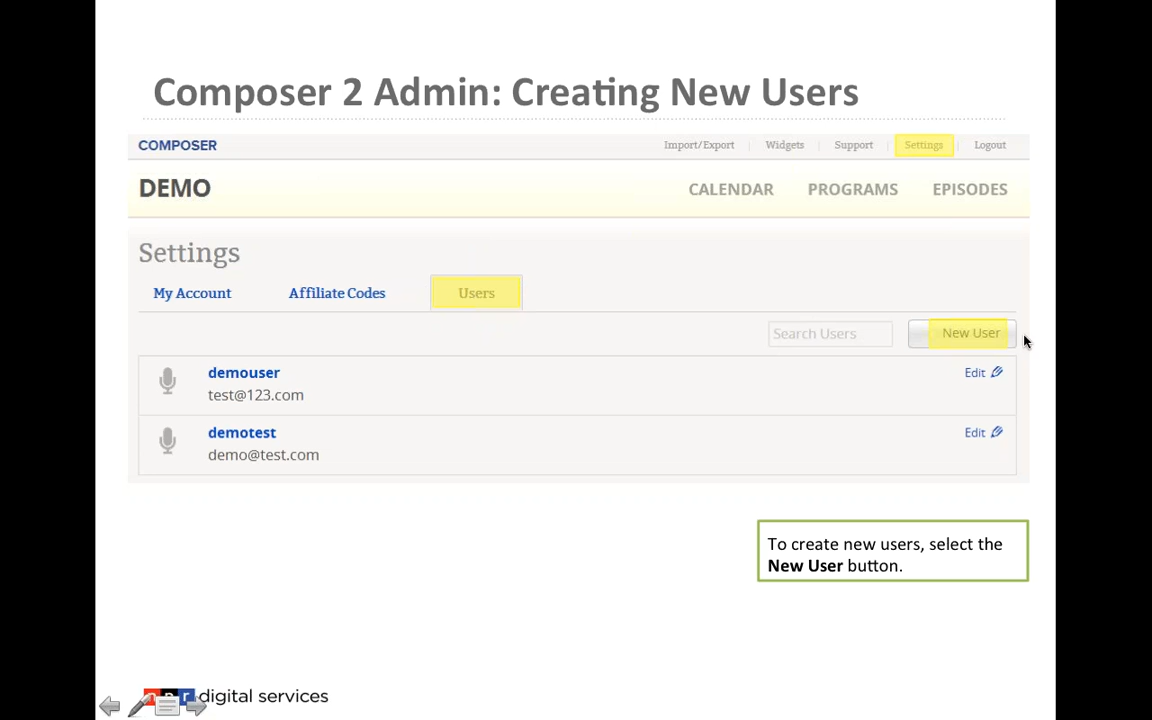 Composer 2 Admin: Creating New Users
COMPOSER
Import/Export
Widgets
Support
Settings
Logout
DEMO
CALENDAR
PROGRAMS
EPISODES
Settings
My Account
Affiliate Codes
Users
Search Users
New User
demouser
Edit
test@123.com
demotest
Edit
demo@test.com
To create new users, select the
New User button.
digital services